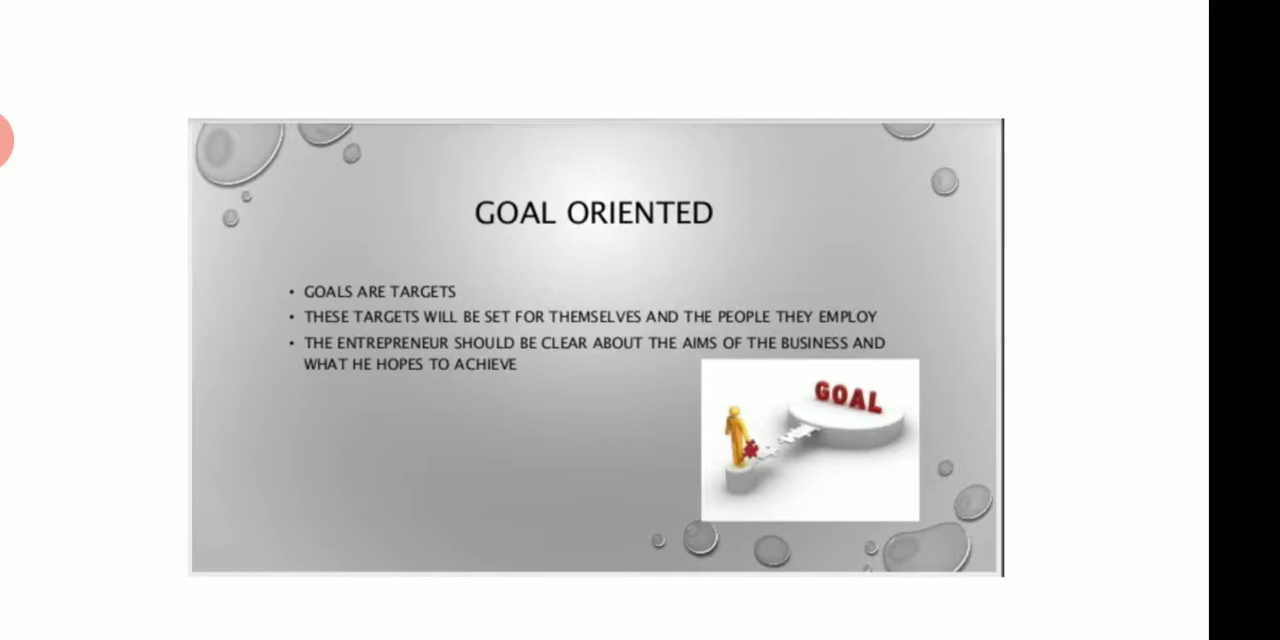 GOAL ORIENTED
• GOALS ARE TARGETS
• THESE TARGETS WILL BE SET FOR THEMSELVES AND THE PEOPLE THEY EMPLOY
• THE ENTREPRENEUR SHOULD BE CLEAR ABOUT THE AIMS OF THE BUSINESS AND
WHAT HE HOPES TO ACHIEVE
GOAL